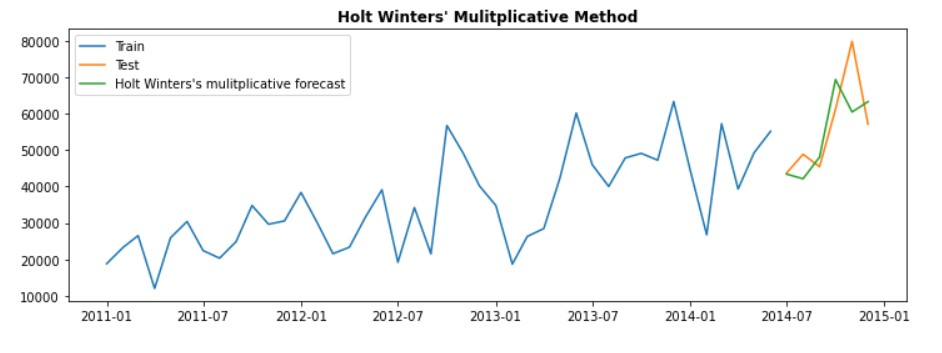 Holt Winters' Mulitplicative Method
80000
70000
60000
50000
40000
30000
20000
10000
Train
Test
Holt Winters's mulitplicative forecast
2011-01 2011-07 2012-01 2012-07 2013-01 2013-07 2014-01 2014-07 2015-01